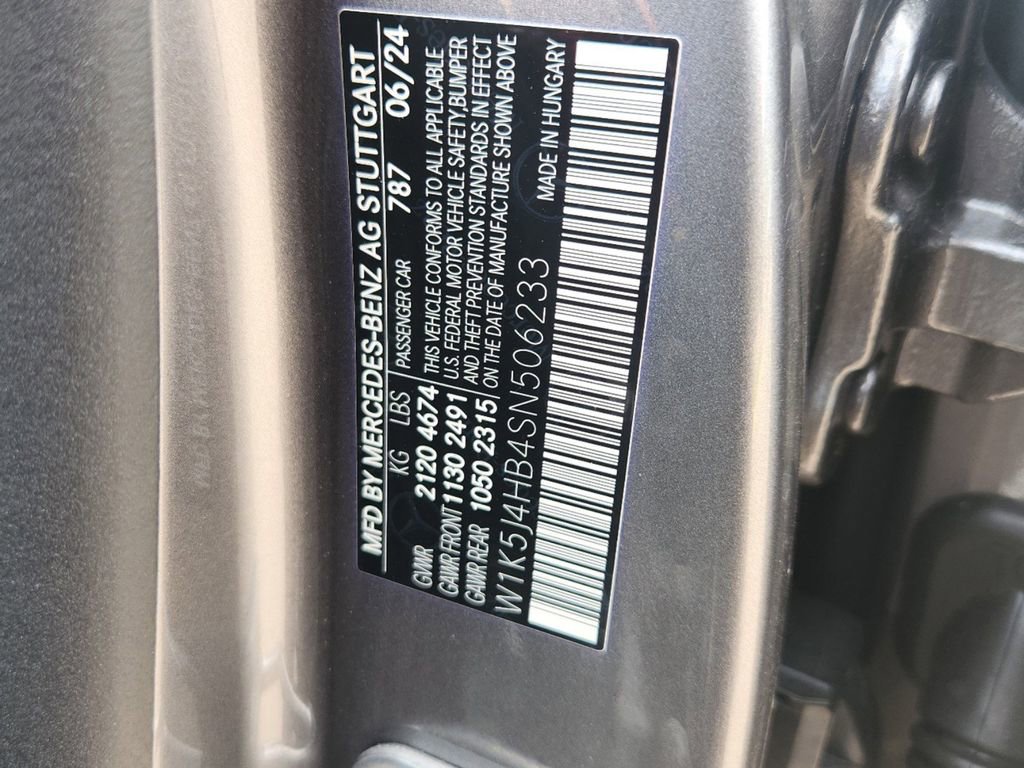 MFD BY MERCEDES-BENZ AG STUTTGART
KG LBS PASSENGER CAR 787 06/24
GVWR 2120 4674 THIS VEHICLE CONFORMS TO ALL APPLICABLE
GAWR FRONT 1130 2491 U.S. FEDERAL MOTOR VEHICLE SAFETY,BUMPER
GAWR REAR 1050 2315 AND THEFT PREVENTION STANDARDS IN EFFECT
ON THE DATE OF MANUFACTURE SHOWN ABOVE
W1K5J4HB4SN506233 MADE IN HUNGARY